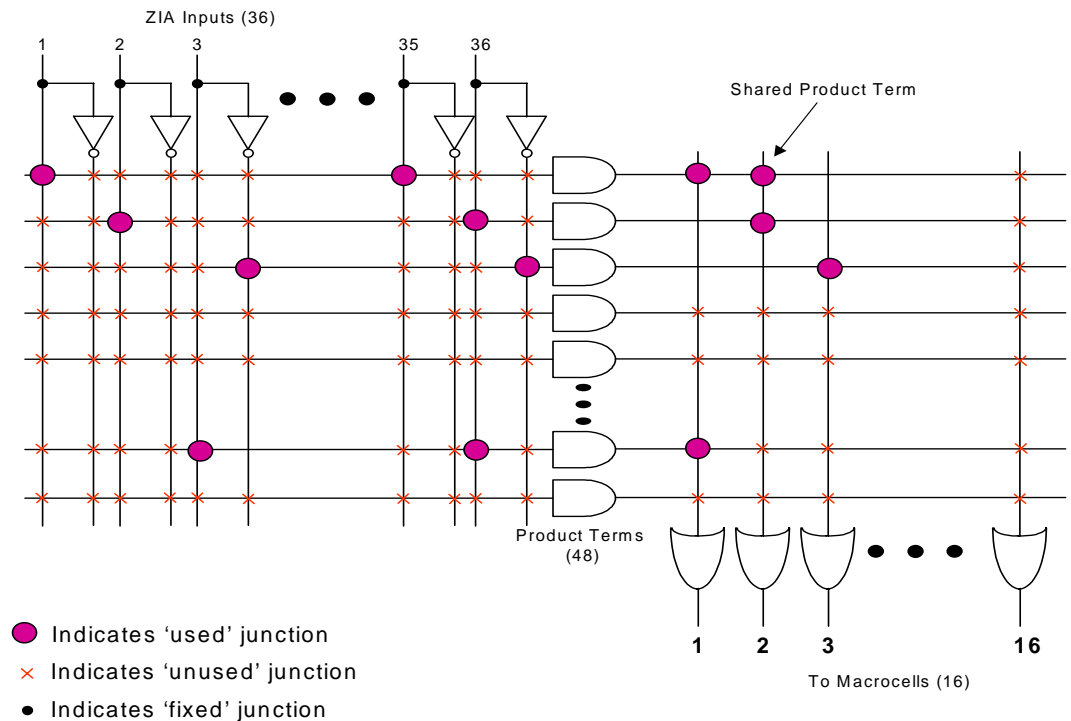 ZIA Inputs (36)
1 2 3 35 36
Shared Product Term
Product Terms
(48)
1 2 3 16
To Macrocells (16)
Indicates ‘used’ junction
Indicates ‘unused’ junction
Indicates ‘fixed’ junction